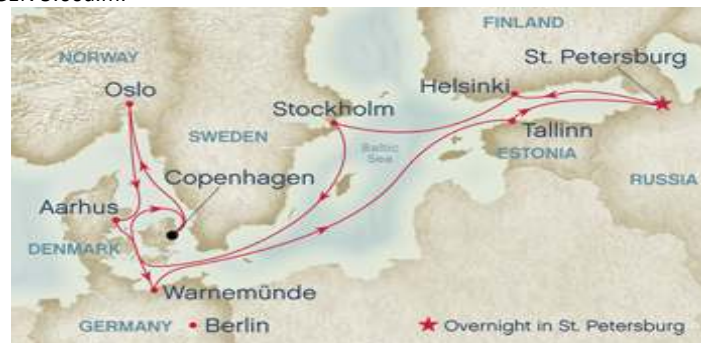 FINLAND
NORWAY
St. Petersburg
Oslo
Helsinki
Stockholm
SWEDEN
Tallinn
Baltic
Sea
ESTONIA
Copenhagen
RUSSIA
Aarhus
DENMARK
Warnemünde
GERMANY • Berlin
★ Overnight in St. Petersburg